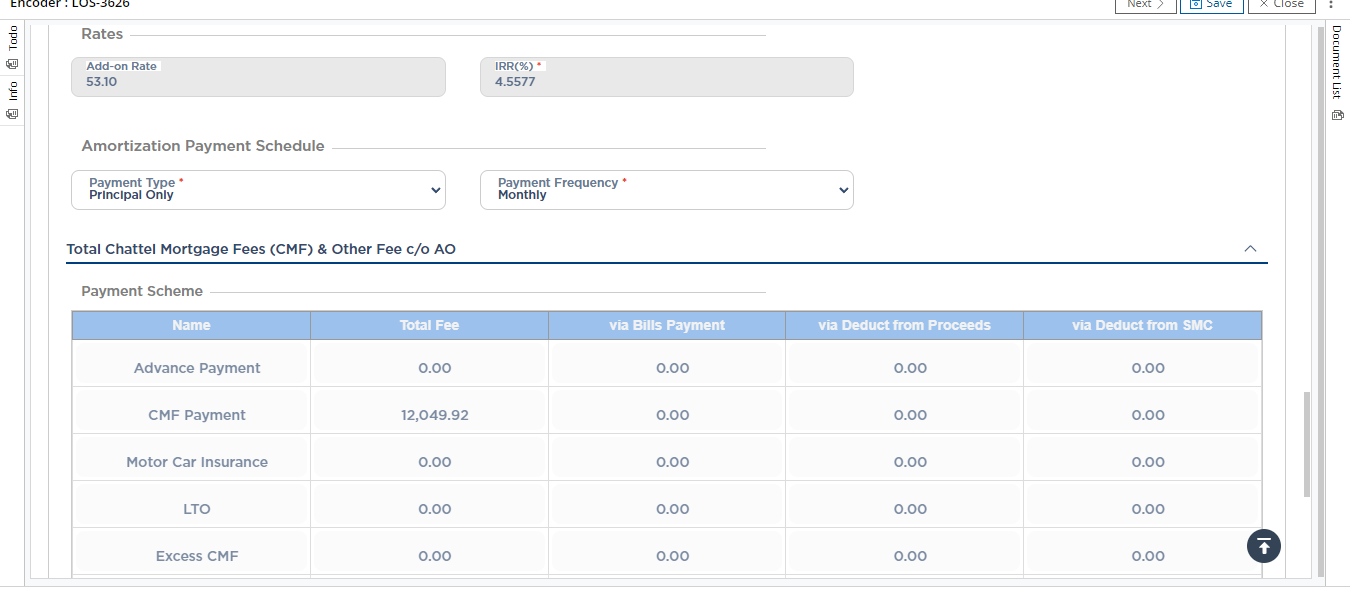 Encoder : LOS-3626
Next
Save
Close
Todo
Info
Document List
Rates
Add-on Rate
53.10
IRR(%) *
4.5577
Amortization Payment Schedule
Payment Type *
Principal Only
Payment Frequency *
Monthly
Total Chattel Mortgage Fees (CMF) & Other Fee c/o AO
Payment Scheme
Name Total Fee via Bills Payment via Deduct from Proceeds via Deduct from SMC
Advance Payment 0.00 0.00 0.00 0.00
CMF Payment 12,049.92 0.00 0.00 0.00
Motor Car Insurance 0.00 0.00 0.00 0.00
LTO 0.00 0.00 0.00 0.00
Excess CMF 0.00 0.00 0.00 0.00